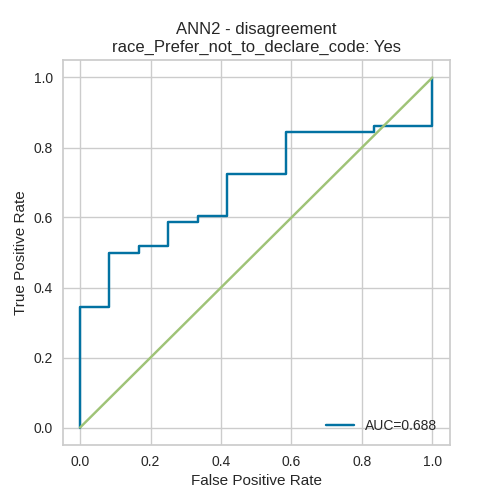 ANN2 - disagreement
race_Prefer_not_to_declare_code: Yes
True Positive Rate
1.0
0.8
0.6
0.4
0.2
0.0
AUC=0.688
0.0 0.2 0.4 0.6 0.8 1.0
False Positive Rate